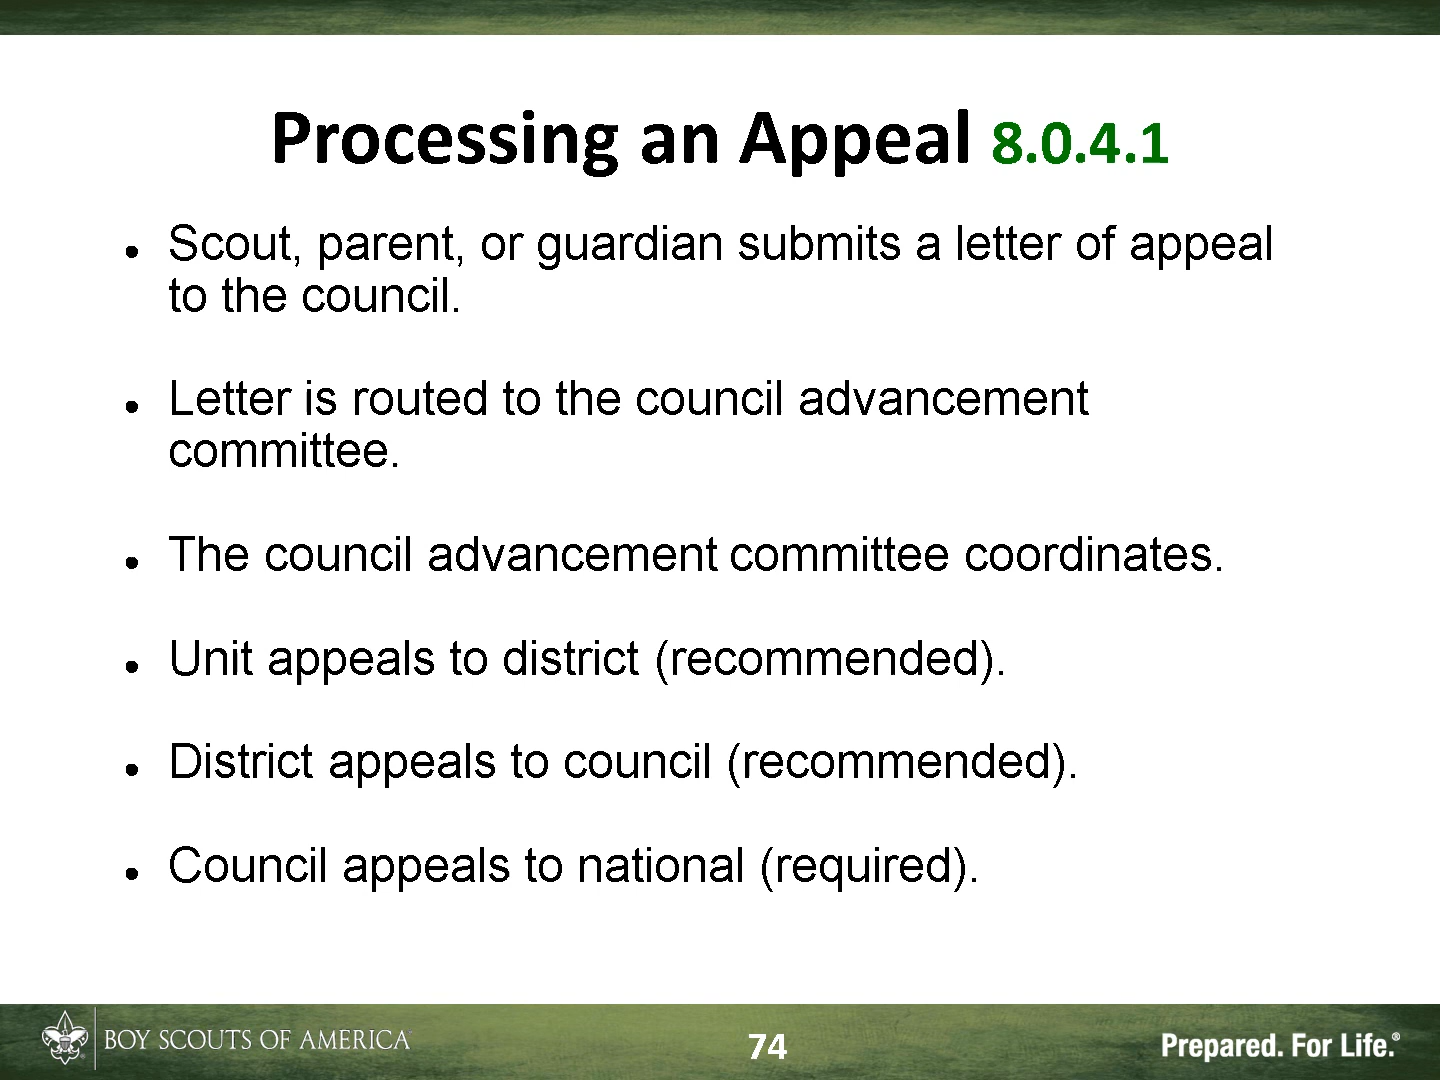 Processing an Appeal 8.0.4.1
● Scout, parent, or guardian submits a letter of appeal
to the council.
● Letter is routed to the council advancement
committee.
● The council advancement committee coordinates.
● Unit appeals to district (recommended).
● District appeals to council (recommended).
● Council appeals to national (required).
BOY SCOUTS OF AMERICA
74
Prepared. For Life.®